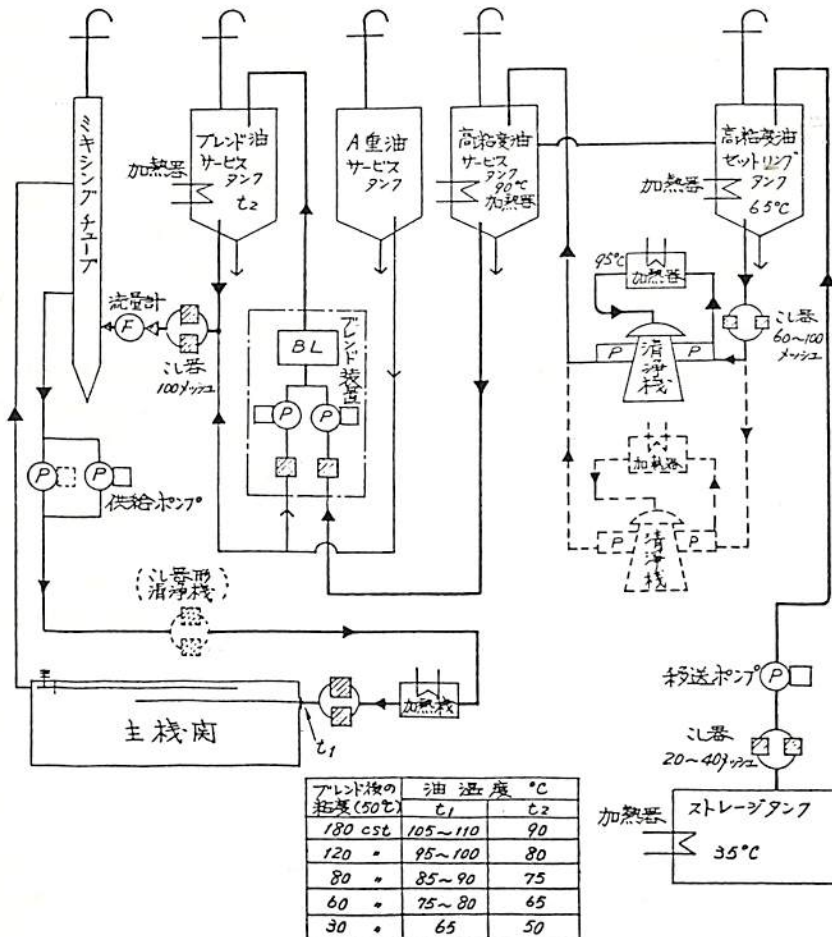 ミキシングチューブ
ブレンド油
サービス
タンク
t2
加熱器
A重油
サービス
タンク
高粘度油
サービス
タンク
90℃
加熱器
高粘度油
セットリング
タンク
65℃
加熱器
流量計
F
こし器
100メッシュ
ブレンド装置
BL
P
P
95℃
加熱器
P
清浄機
P
こし器
60~100
メッシュ
加熱器
P
清浄機
P
P
P
供給ポンプ
(こし器形
清浄機)
主機関
t1
加熱機
移送ポンプ
P
こし器
20~40メッシュ
加熱器
ストレージタンク
35℃
ブレンド後の
粘度(50℃)
油温度 ℃
t1 t2
180 cst 105~110 90
120 〃 95~100 80
80 〃 85~90 75
60 〃 75~80 65
30 〃 65 50